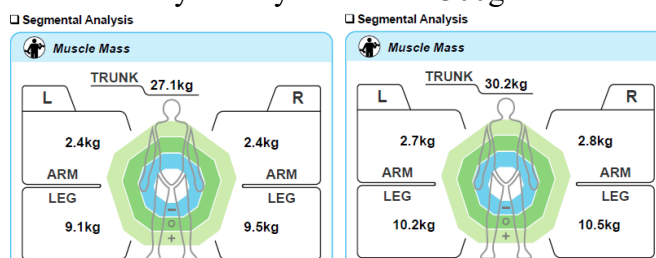 Segmental Analysis
Muscle Mass
TRUNK 27.1kg
L R
2.4kg 2.4kg
ARM ARM
LEG LEG
9.1kg 9.5kg
−
o
+
Segmental Analysis
Muscle Mass
TRUNK 30.2kg
L R
2.7kg 2.8kg
ARM ARM
LEG LEG
10.2kg 10.5kg
−
o
+